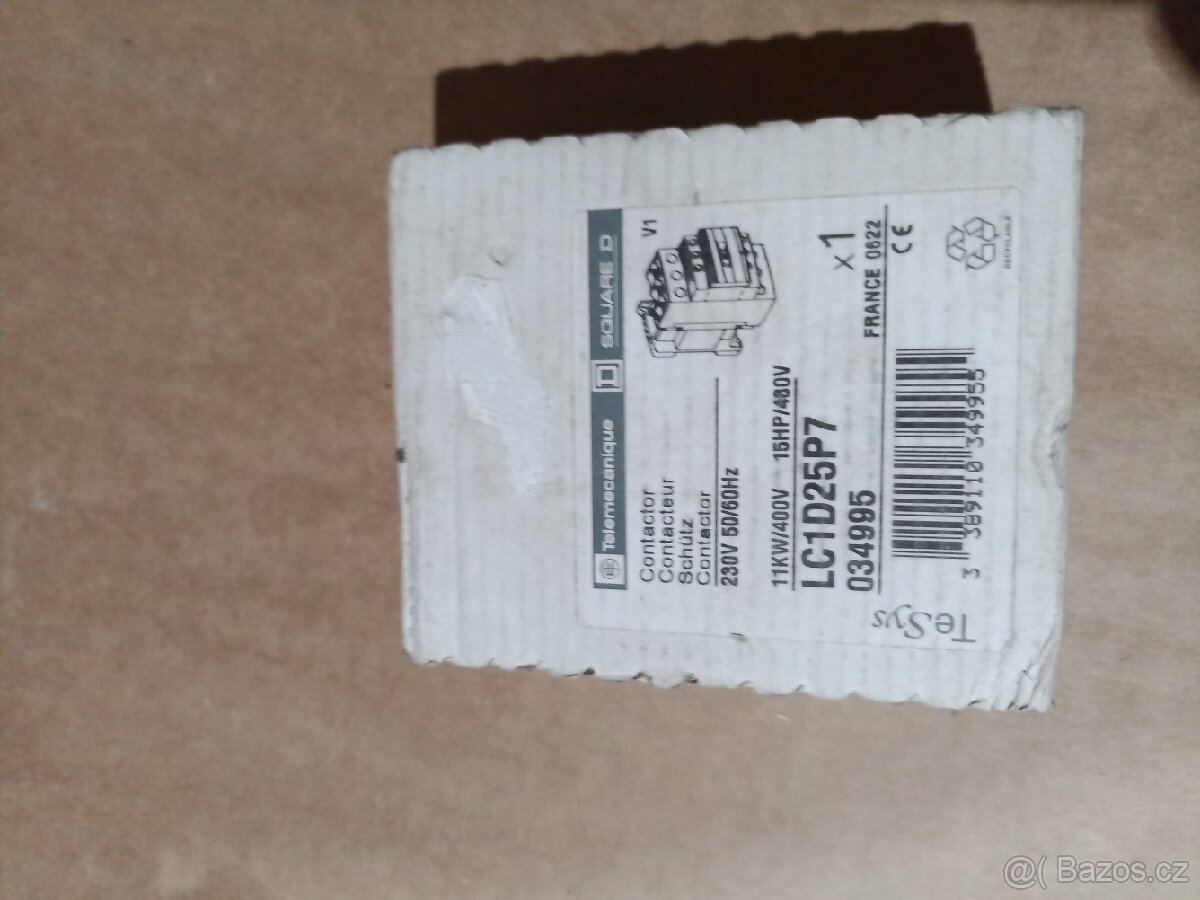 Telemecanique SQUARE D
Contactor
Contacteur
Schütz
Contactor
230V 50/60Hz
V1
11KW/400V 15HP/480V
LC1D25P7
034995
x1
FRANCE 0622
CE
3 389110 349955
RECYCLABLE
TeSys
@( Bazos.cz